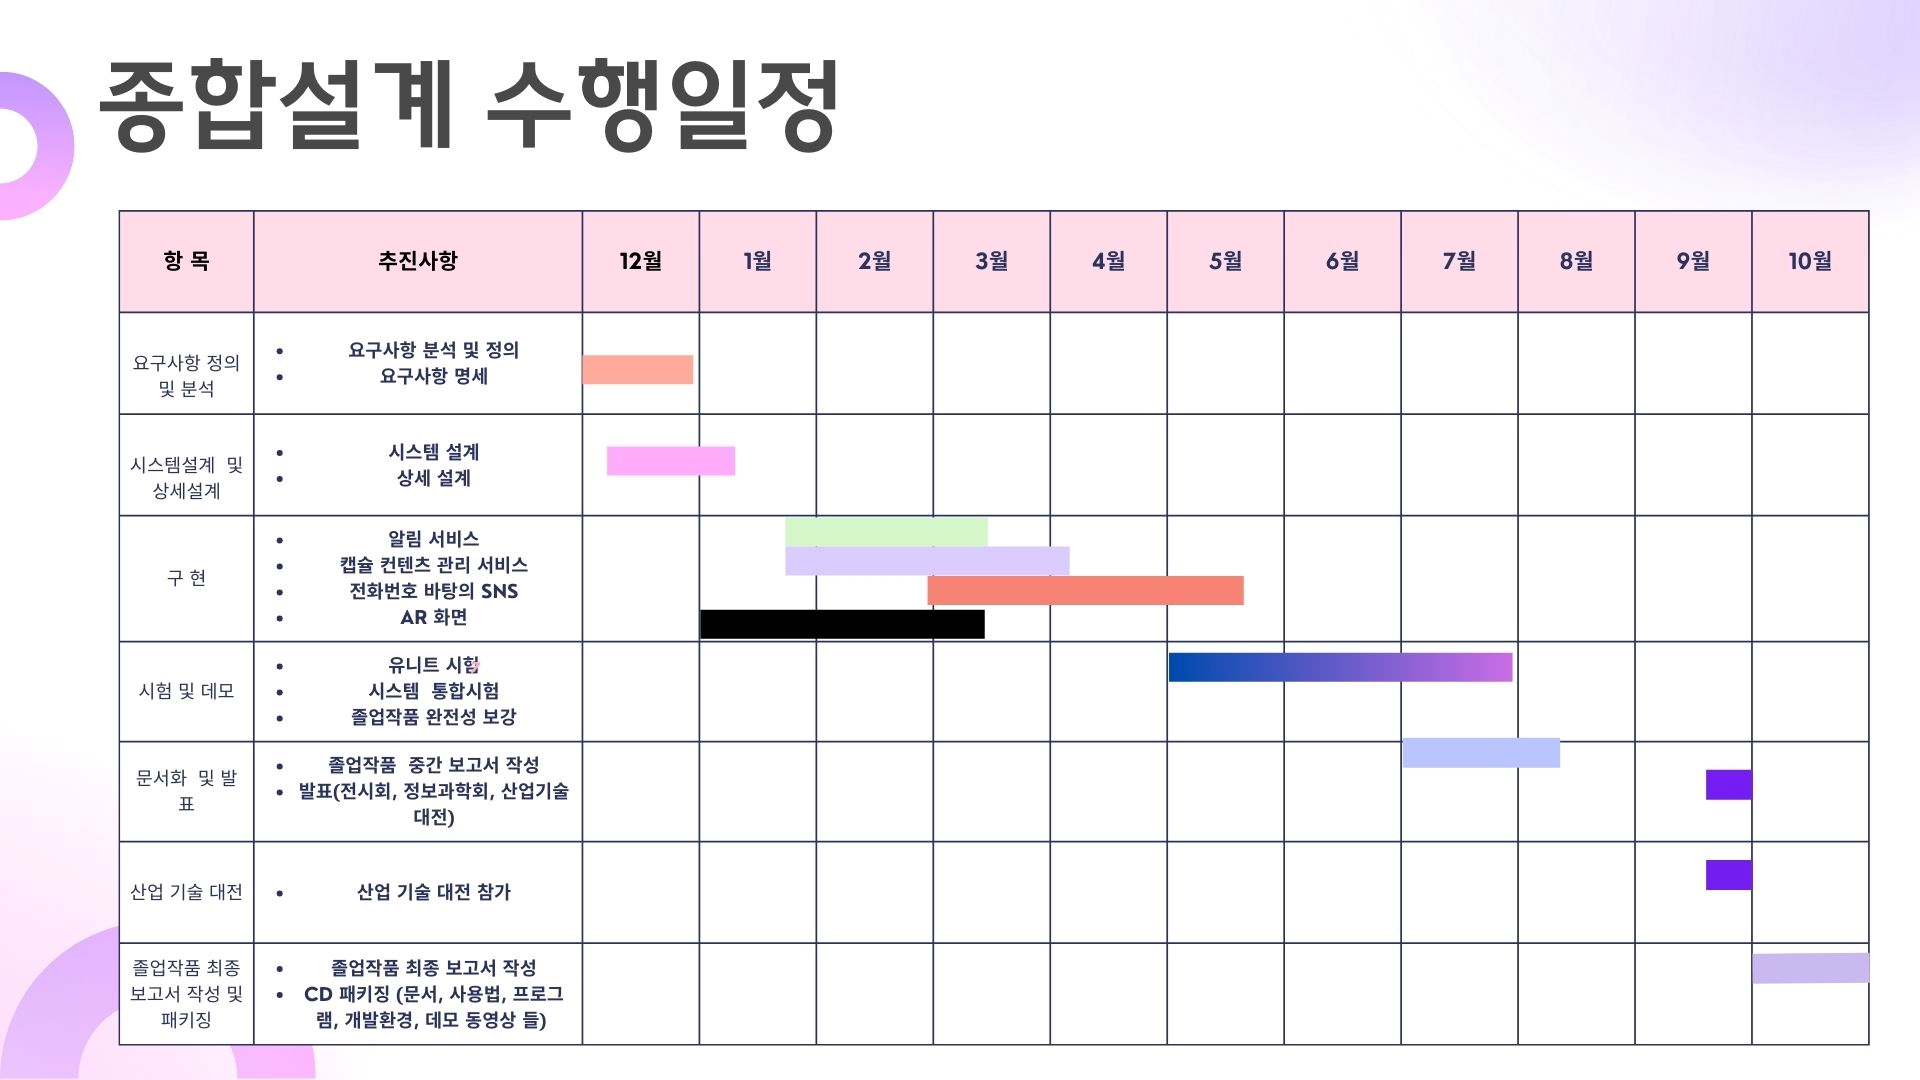 종합설계 수행일정
항 목 추진사항 12월 1월 2월 3월 4월 5월 6월 7월 8월 9월 10월
요구사항 정의
및 분석
• 요구사항 분석 및 정의
• 요구사항 명세
시스템설계 및
상세설계
• 시스템 설계
• 상세 설계
구 현
• 알림 서비스
• 캡슐 컨텐츠 관리 서비스
• 전화번호 바탕의 SNS
• AR 화면
시험 및 데모
• 유니트 시험
• 시스템 통합시험
• 졸업작품 완전성 보강
문서화 및 발
표
• 졸업작품 중간 보고서 작성
• 발표(전시회, 정보과학회, 산업기술
대전)
산업 기술 대전
• 산업 기술 대전 참가
졸업작품 최종
보고서 작성 및
패키징
• 졸업작품 최종 보고서 작성
• CD 패키징 (문서, 사용법, 프로그
램, 개발환경, 데모 동영상 들)